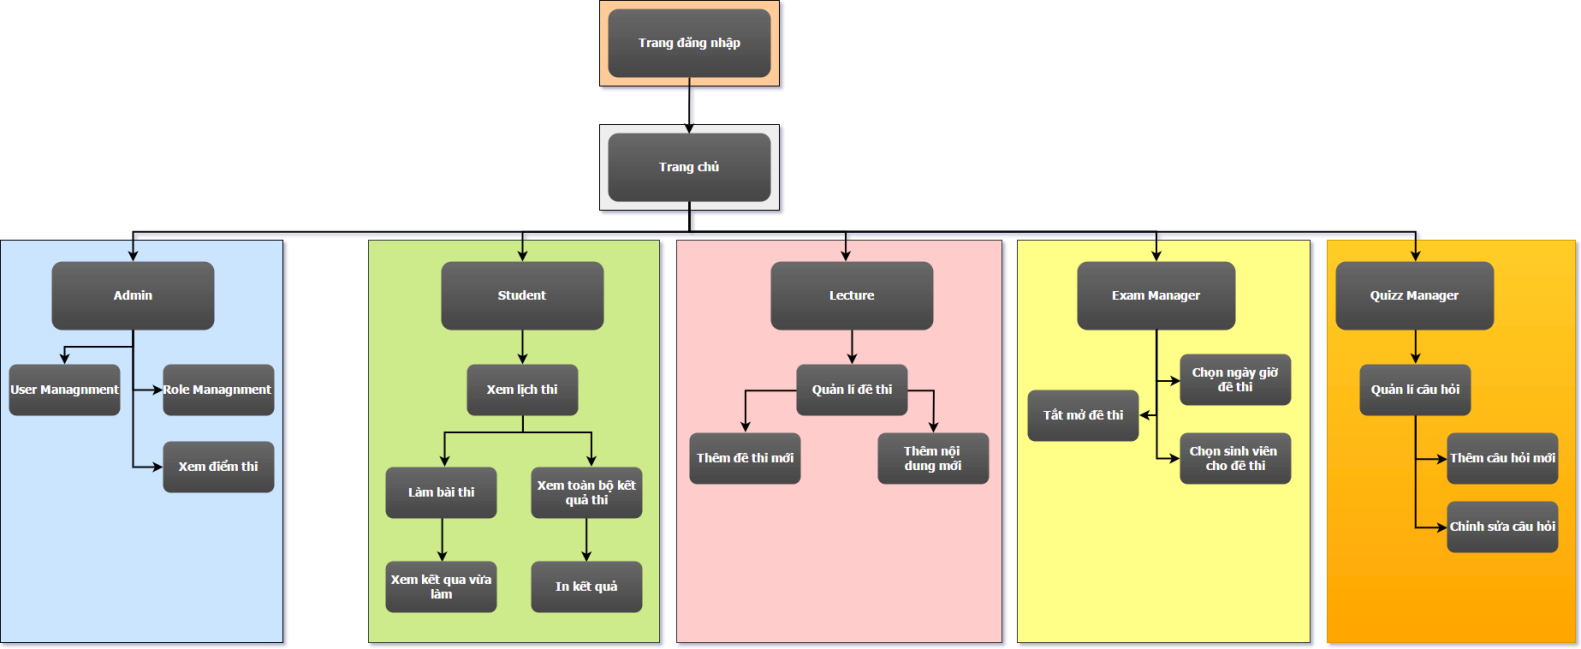 Trang đăng nhập
Trang chủ
Admin
User Managnment
Role Managnment
Xem điểm thi
Student
Xem lịch thi
Làm bài thi
Xem toàn bộ kết
quả thi
Xem kết qua vừa
làm
In kết quả
Lecture
Quản lí đề thi
Thêm đề thi mới
Thêm nội
dung mới
Exam Manager
Chọn ngày giờ
đề thi
Tắt mở đề thi
Chọn sinh viên
cho đề thi
Quizz Manager
Quản lí câu hỏi
Thêm câu hỏi mới
Chỉnh sửa câu hỏi